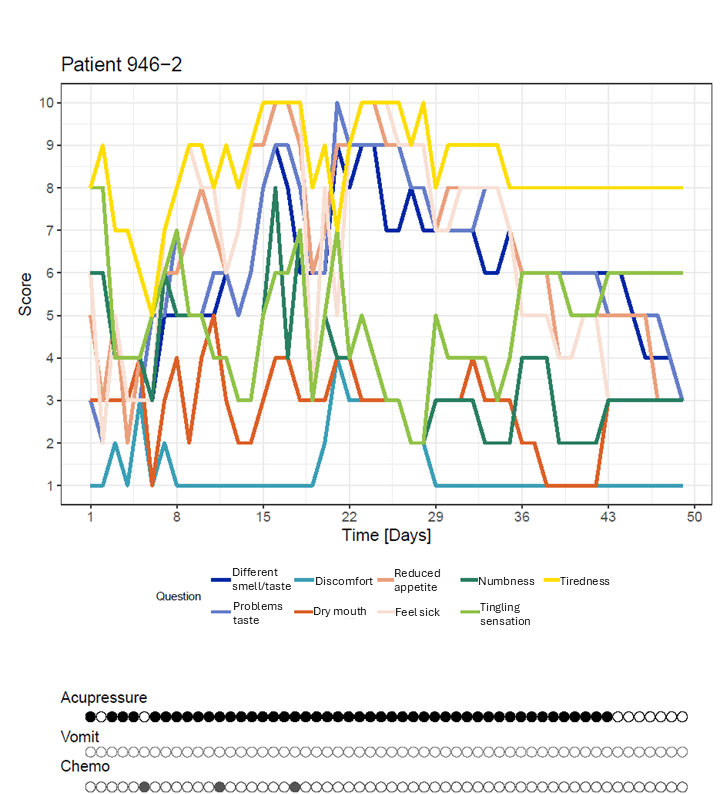 Patient 946−2
10
9
8
7
6
5
4
3
2
1
Score
1 8 15 22 29 36 43 50
Time [Days]
Question
Different smell/taste
Discomfort
Reduced appetite
Numbness
Tiredness
Problems taste
Dry mouth
Feel sick
Tingling sensation
Acupressure
Vomit
Chemo